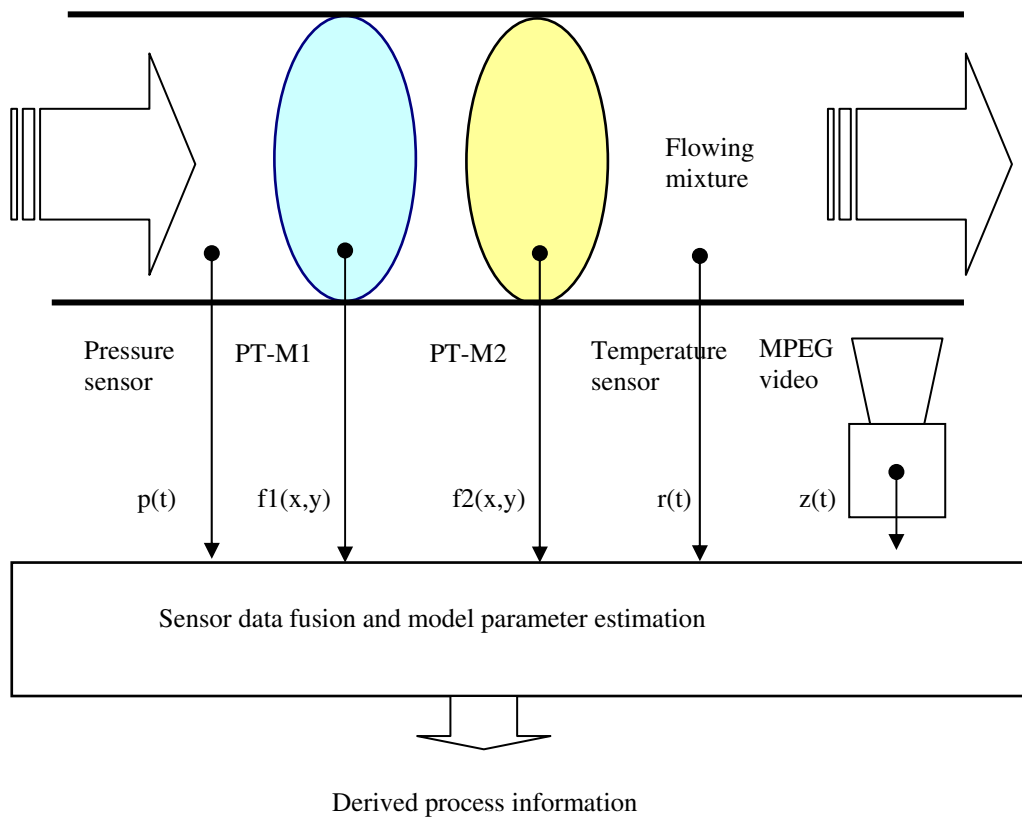 Flowing
mixture
Pressure
sensor
PT-M1
PT-M2
Temperature
sensor
MPEG
video
p(t)
f1(x,y)
f2(x,y)
r(t)
z(t)
Sensor data fusion and model parameter estimation
Derived process information